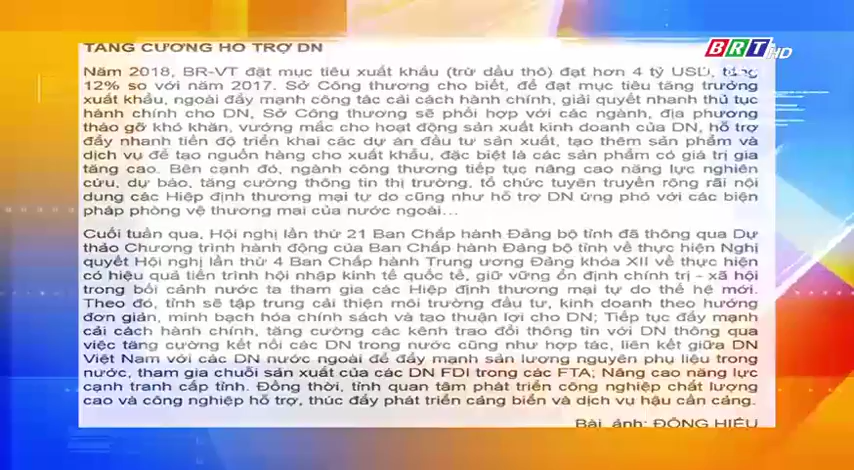 BRT HD
TĂNG CƯỜNG HỖ TRỢ DN
Năm 2018, BR-VT đặt mục tiêu xuất khẩu (trừ dầu thô) đạt hơn 4 tỷ USD, tăng
12% so với năm 2017. Sở Công thương cho biết, để đạt mục tiêu tăng trưởng
xuất khẩu, ngoài đẩy mạnh công tác cải cách hành chính, giải quyết nhanh thủ tục
hành chính cho DN, Sở Công thương sẽ phối hợp với các ngành, địa phương
tháo gỡ khó khăn, vướng mắc cho hoạt động sản xuất kinh doanh của DN, hỗ trợ
đẩy nhanh tiến độ triển khai các dự án đầu tư sản xuất, tạo thêm sản phẩm và
dịch vụ để tạo nguồn hàng cho xuất khẩu, đặc biệt là các sản phẩm có giá trị gia
tăng cao. Bên cạnh đó, ngành công thương tiếp tục nâng cao năng lực nghiên
cứu, dự báo, tăng cường thông tin thị trường, tổ chức tuyên truyền rộng rãi nội
dung các Hiệp định thương mại tự do cũng như hỗ trợ DN ứng phó với các biện
pháp phòng vệ thương mại của nước ngoài...
Cuối tuần qua, Hội nghị lần thứ 21 Ban Chấp hành Đảng bộ tỉnh đã thông qua Dự
thảo Chương trình hành động của Ban Chấp hành Đảng bộ tỉnh về thực hiện Nghị
quyết Hội nghị lần thứ 4 Ban Chấp hành Trung ương Đảng khóa XII về thực hiện
có hiệu quả tiến trình hội nhập kinh tế quốc tế, giữ vững ổn định chính trị - xã hội
trong bối cảnh nước ta tham gia các Hiệp định thương mại tự do thế hệ mới.
Theo đó, tỉnh sẽ tập trung cải thiện môi trường đầu tư, kinh doanh theo hướng
đơn giản, minh bạch hóa chính sách và tạo thuận lợi cho DN; Tiếp tục đẩy mạnh
cải cách hành chính, tăng cường các kênh trao đổi thông tin với DN thông qua
việc tăng cường kết nối các DN trong nước cũng như hợp tác, liên kết giữa DN
Việt Nam với các DN nước ngoài để đẩy mạnh sản lượng nguyên phụ liệu trong
nước, tham gia chuỗi sản xuất của các DN FDI trong các FTA; Nâng cao năng lực
cạnh tranh cấp tỉnh. Đồng thời, tỉnh quan tâm phát triển công nghiệp chất lượng
cao và công nghiệp hỗ trợ, thúc đẩy phát triển cảng biển và dịch vụ hậu cần cảng.
Bài, ảnh: ĐÔNG HIẾU